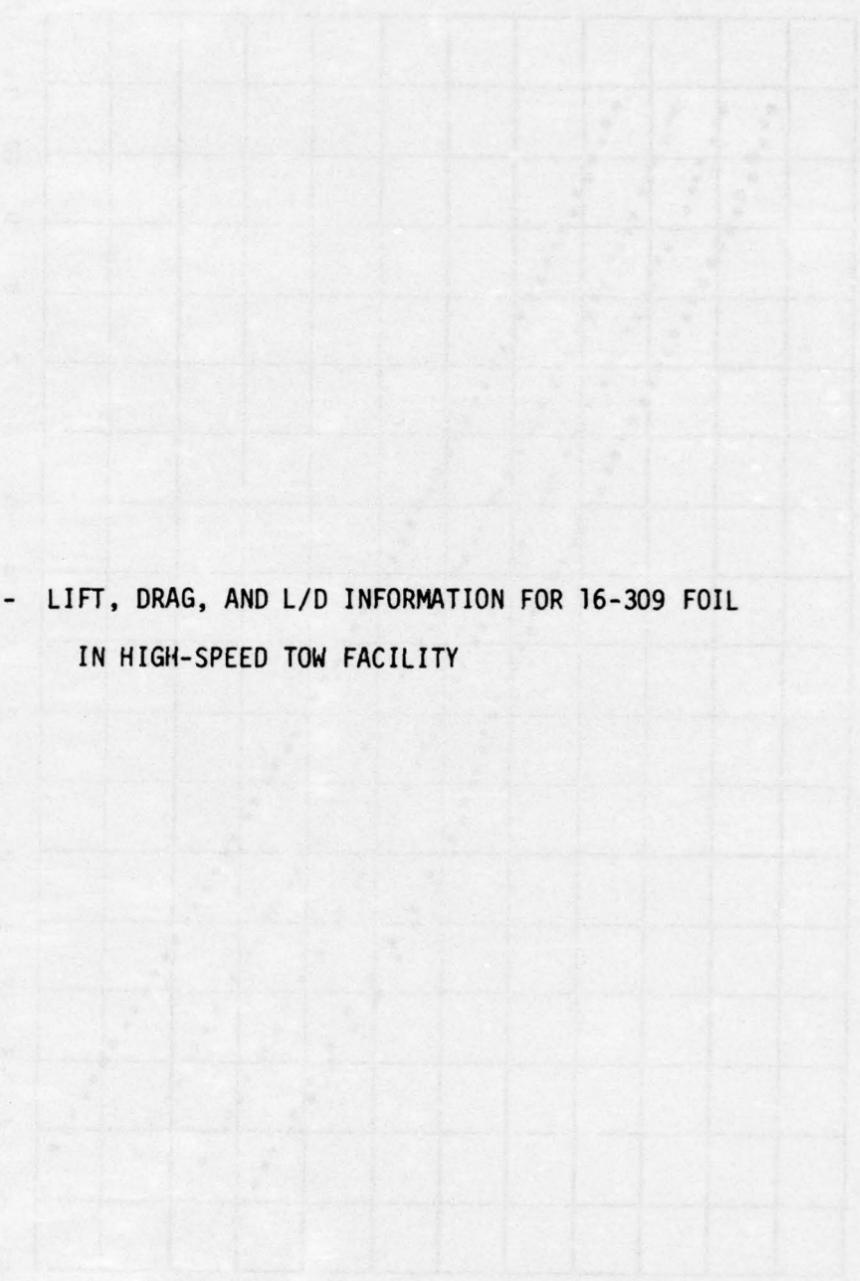 - LIFT, DRAG, AND L/D INFORMATION FOR 16-309 FOIL
IN HIGH-SPEED TOW FACILITY